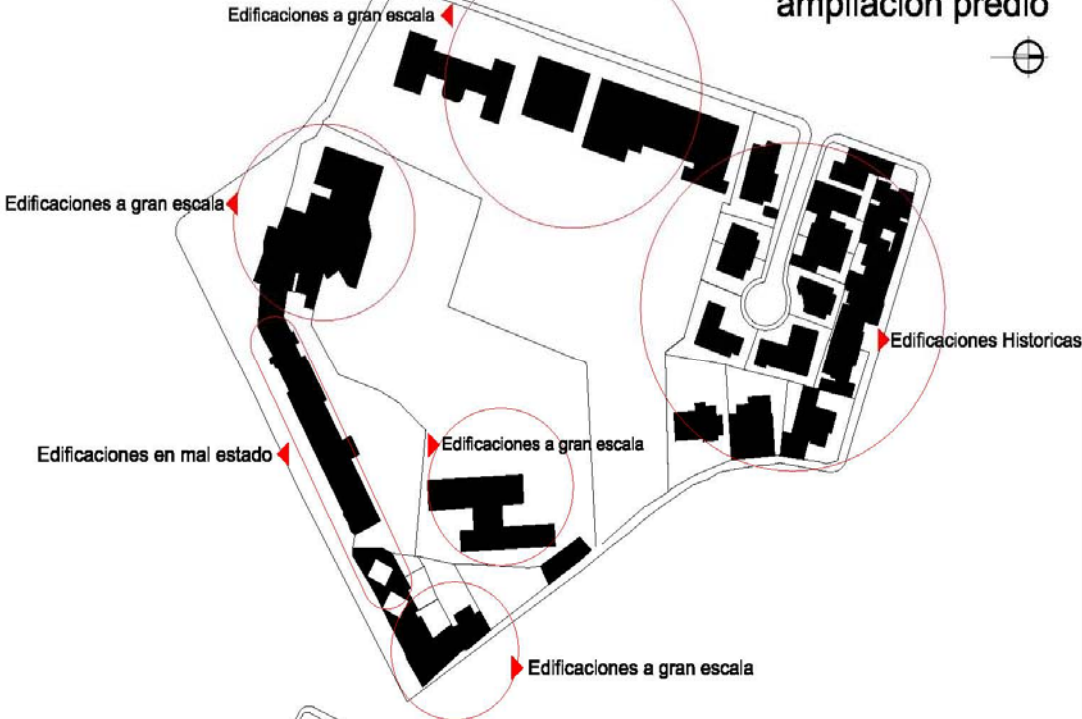 ampliación predio
Edificaciones a gran escala
Edificaciones a gran escala
Edificaciones Historicas
Edificaciones a gran escala
Edificaciones en mal estado
Edificaciones a gran escala